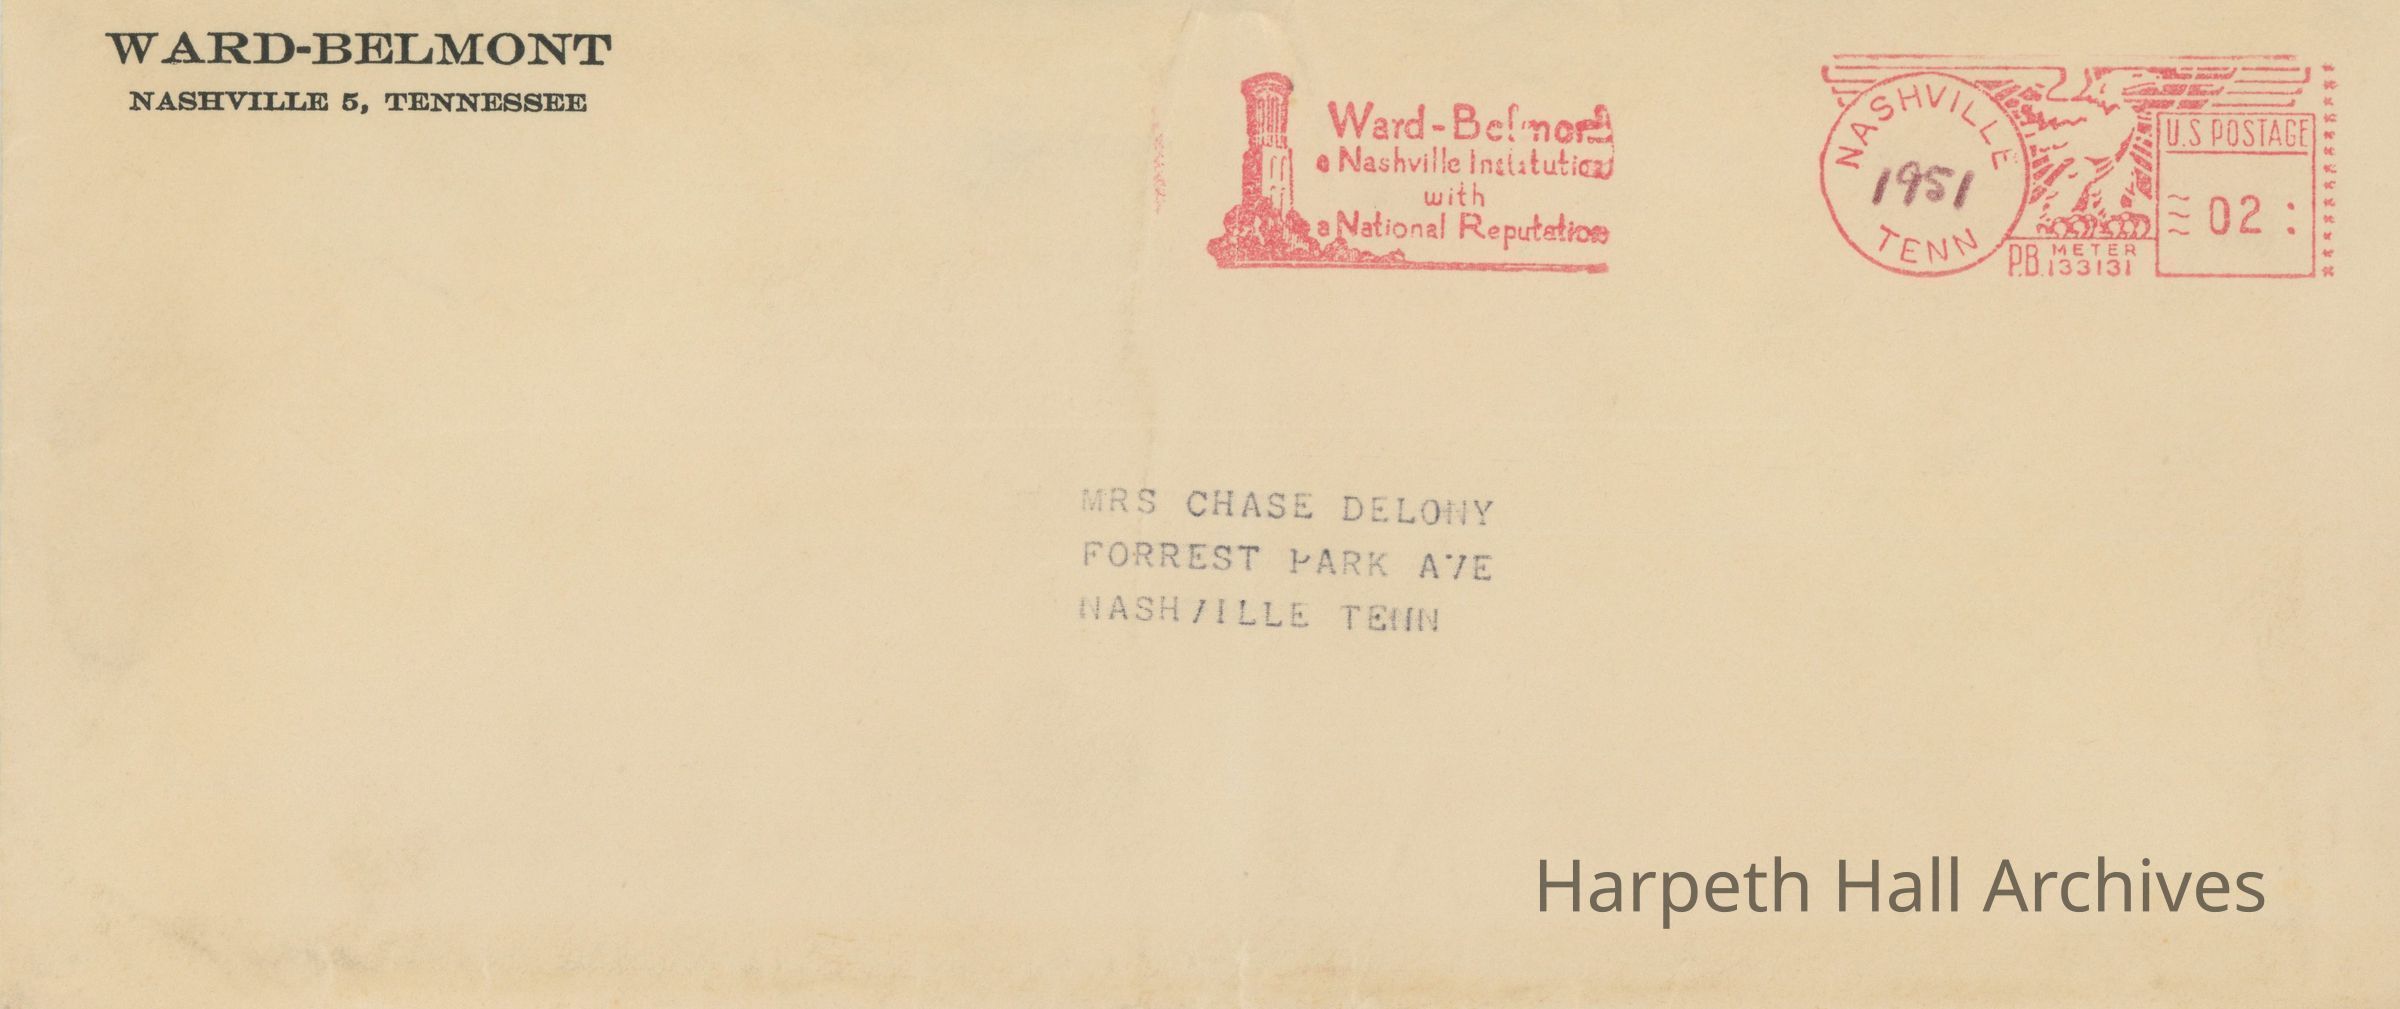 WARD-BELMONT
NASHVILLE 5, TENNESSEE
Ward-Belmont
a Nashville Institution
with
a National Reputation
NASHVILLE
1951
TENN
P.B. METER
133131
U.S. POSTAGE
02
MRS CHASE DELONY
FORREST PARK AVE
NASHVILLE TENN
Harpeth Hall Archives